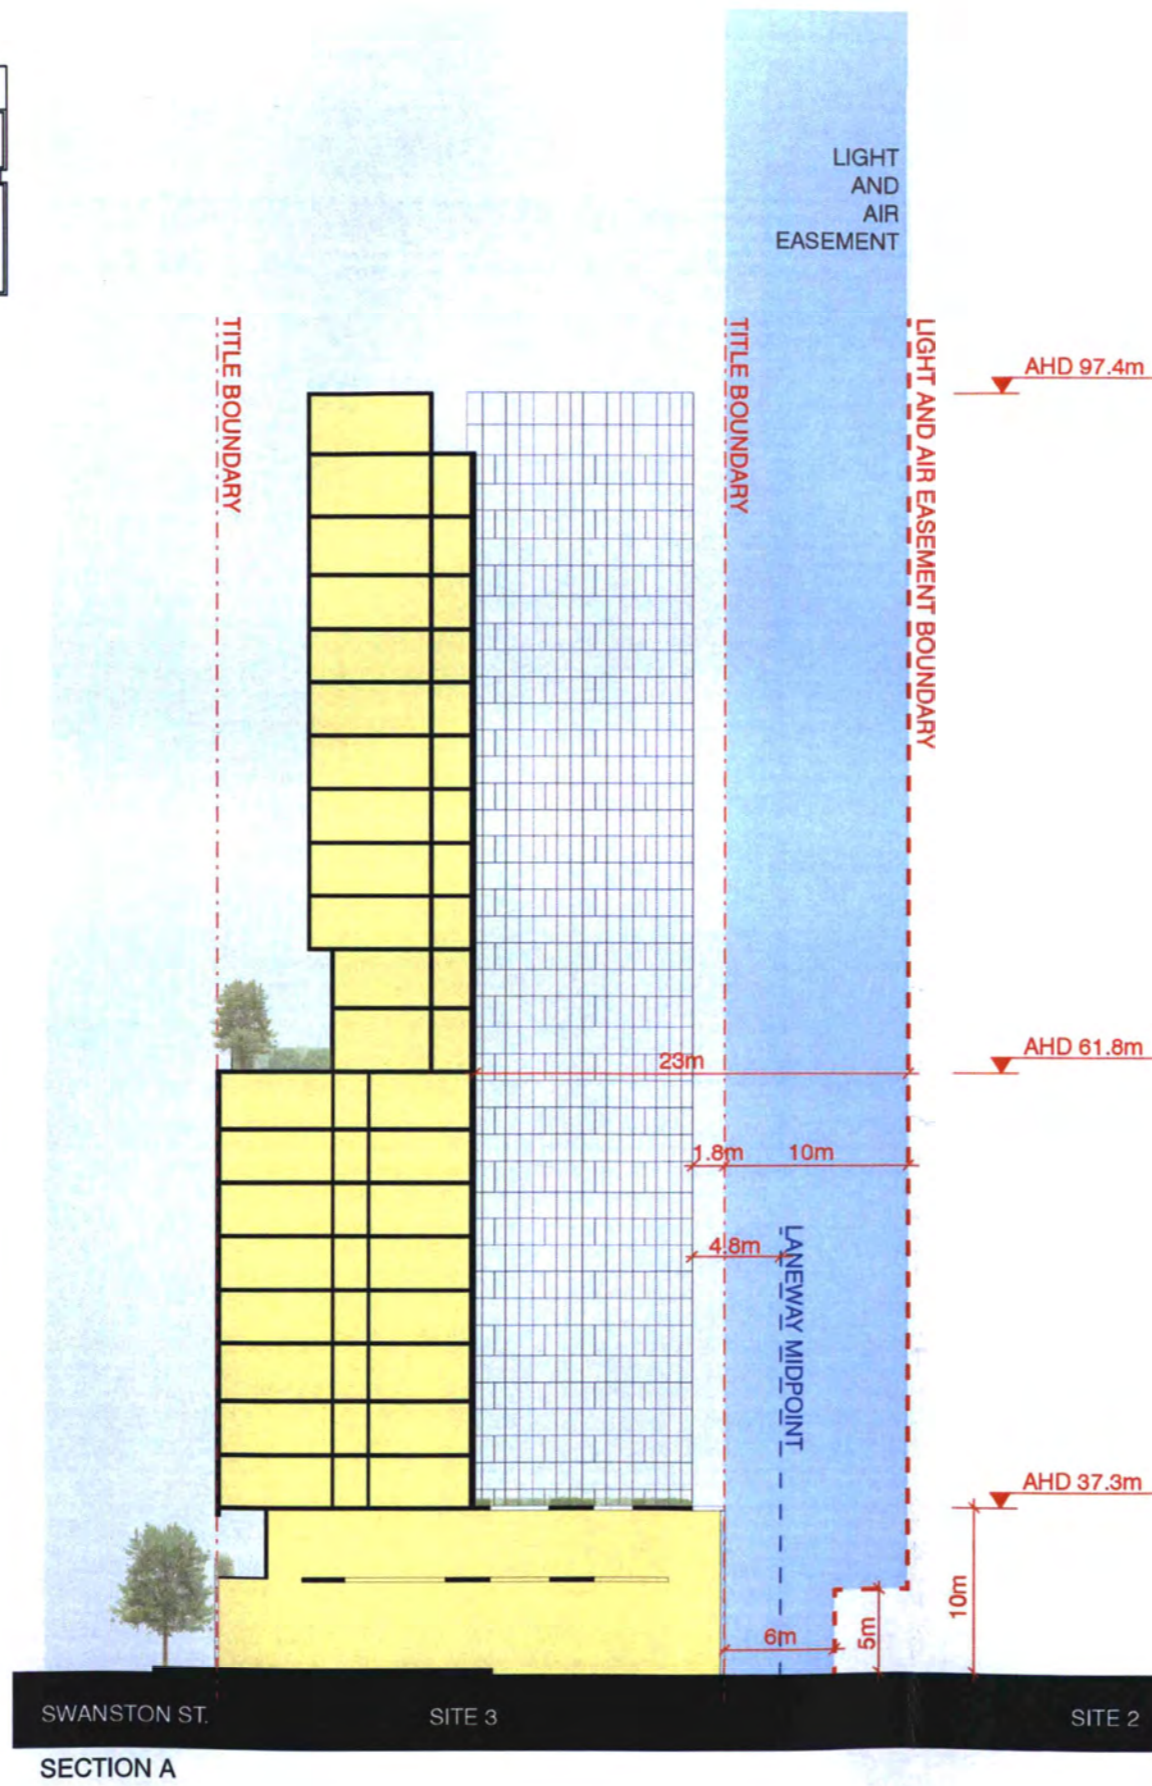 LIGHT
AND
AIR
EASEMENT
TITLE BOUNDARY
TITLE BOUNDARY
LIGHT AND AIR EASEMENT BOUNDARY
AHD 97.4m
23m
AHD 61.8m
1.8m
10m
4.8m
LANEWAY MIDPOINT
AHD 37.3m
10m
5m
6m
SWANSTON ST.
SITE 3
SITE 2
SECTION A